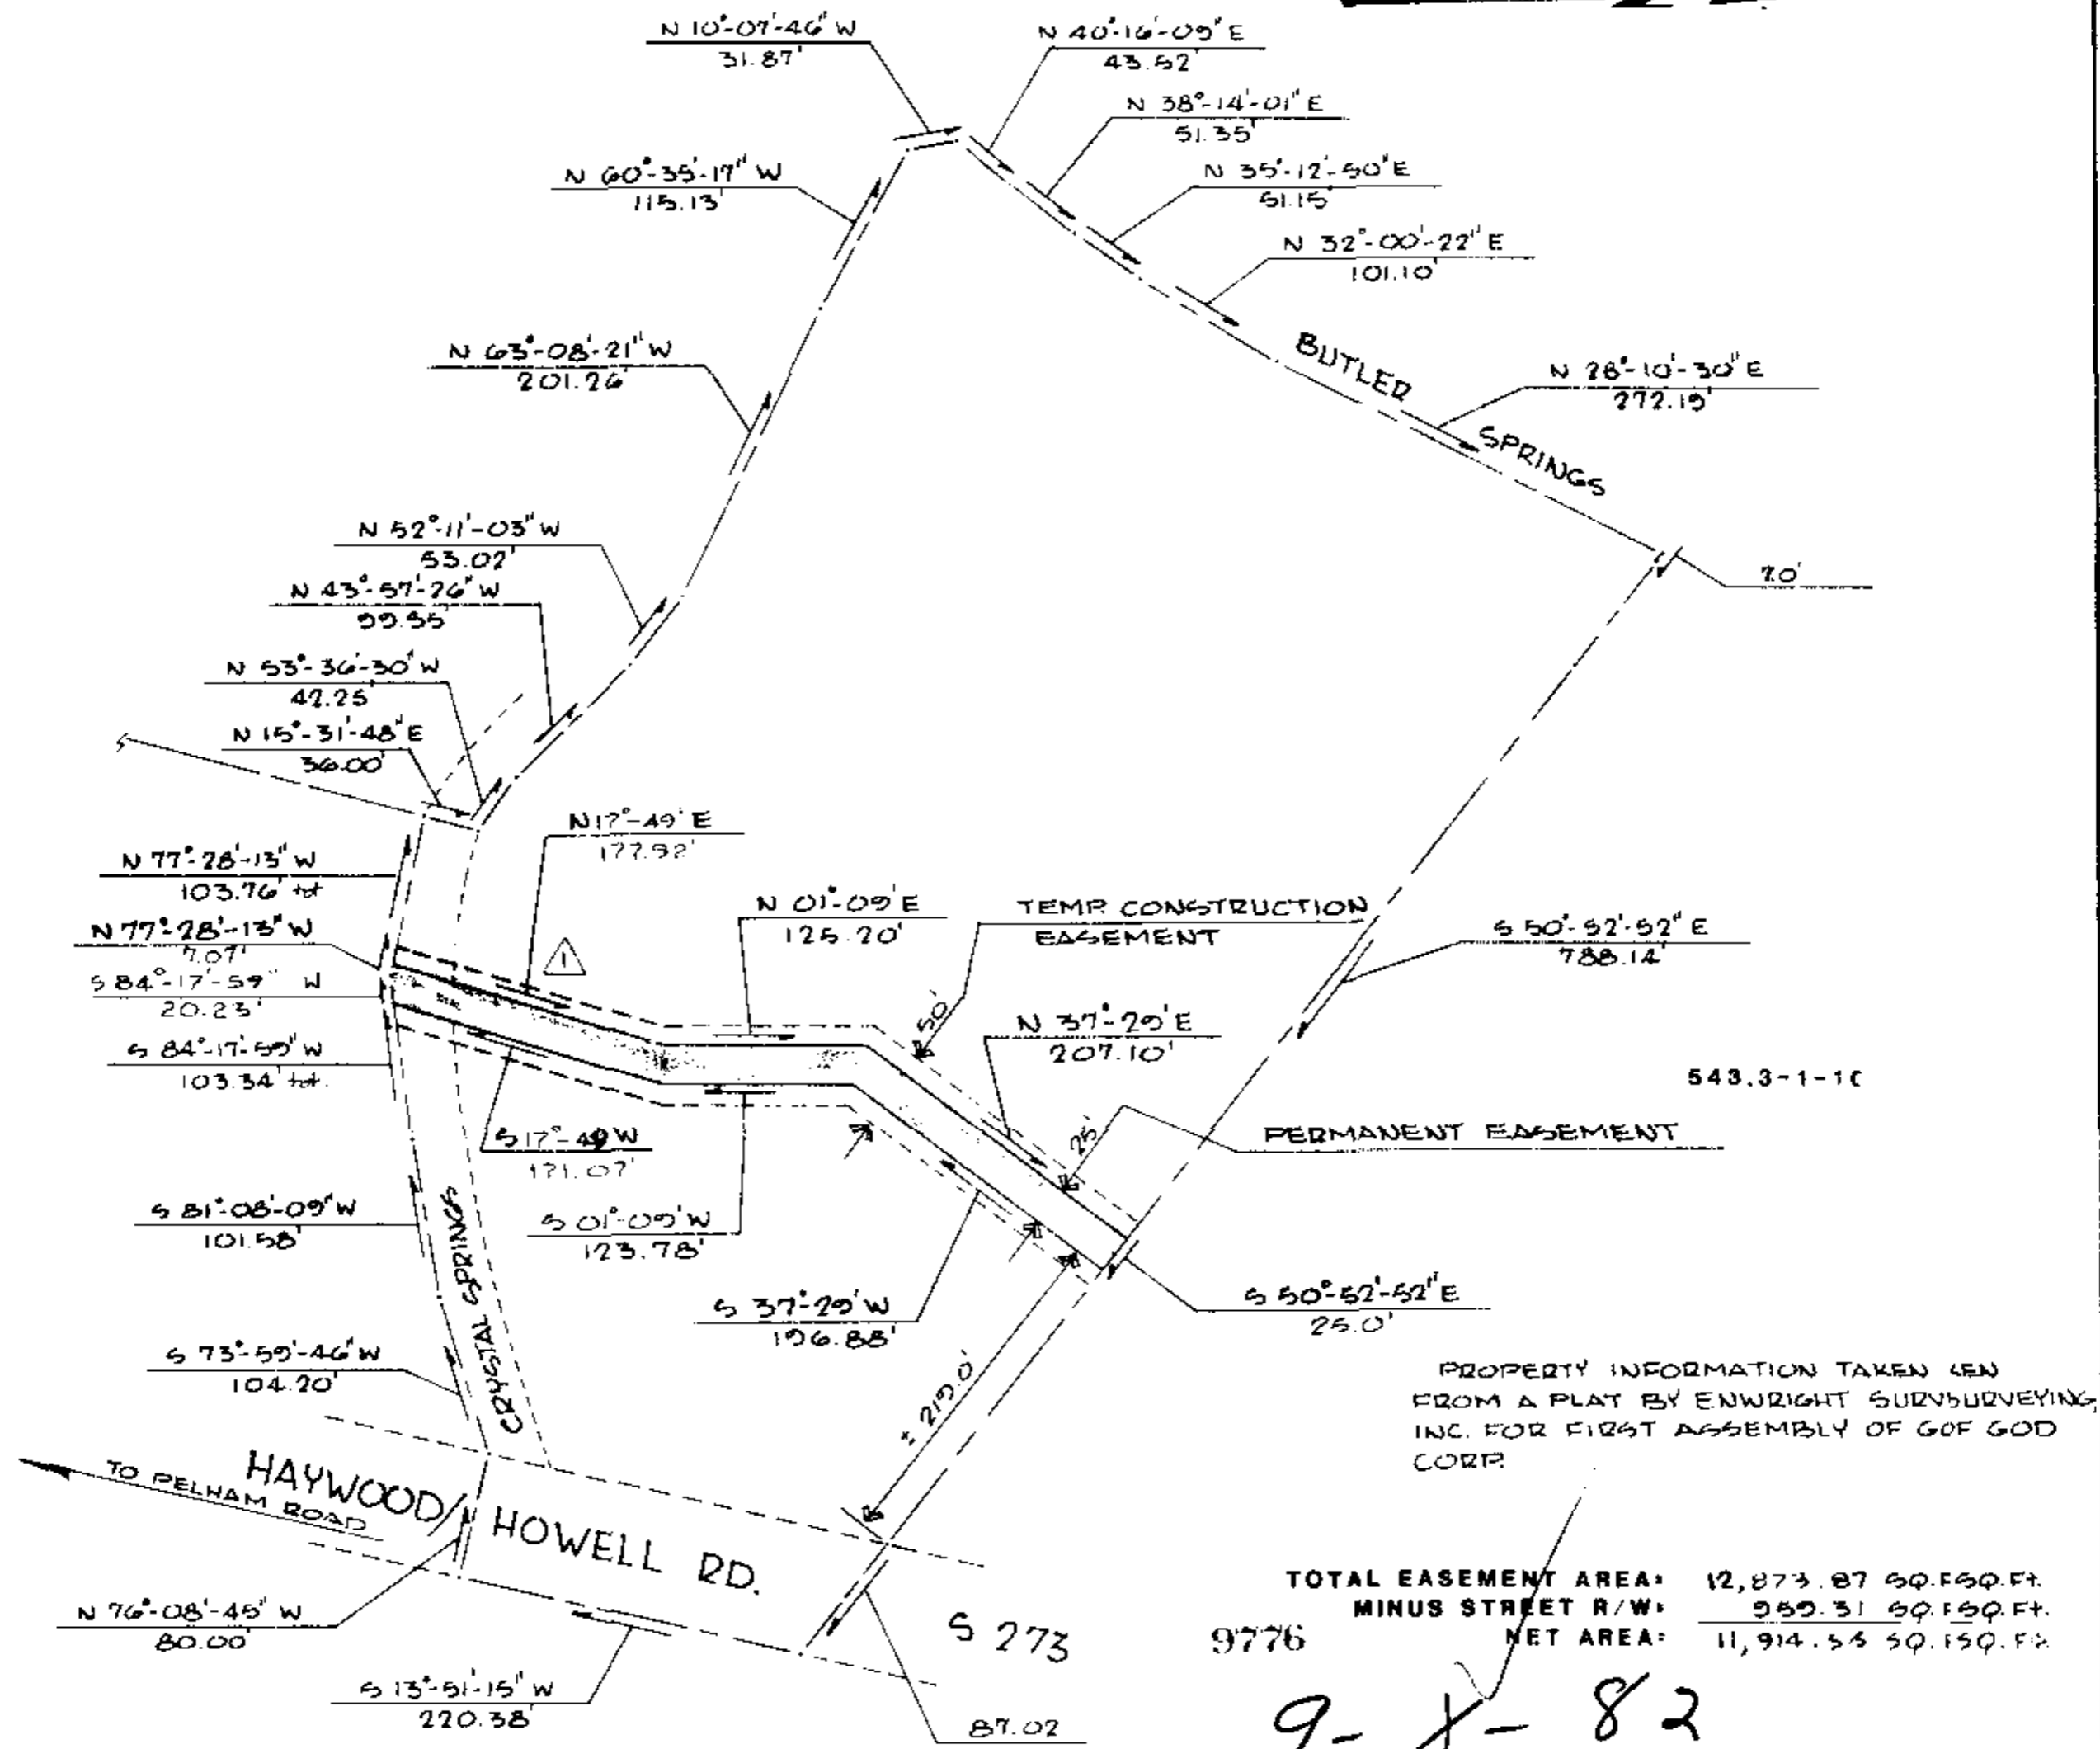 N 10°-07'-46" W
31.87'
N 40°-16'-09" E
43.52'
N 38°-14'-01" E
51.35'
N 60°-35'-17" W
115.13'
N 35°-12'-50" E
51.15'
N 32°-00'-22" E
101.10'
N 63°-08'-21" W
201.26'
BUTLER SPRINGS
N 28°-10'-30" E
272.19'
N 52°-11'-03" W
53.02'
70'
N 43°-57'-26" W
99.55'
N 53°-36'-30" W
42.25'
N 15°-31'-48" E
36.00'
N 17°-49' E
177.92'
N 77°-28'-13" W
103.76' tot
N 01°-09' E
125.20'
TEMP. CONSTRUCTION
EASEMENT
N 77°-28'-13" W
7.07'
S 50°-52'-52" E
788.14'
S 84°-17'-59" W
20.23'
50'
N 37°-29' E
207.10'
S 84°-17'-59" W
103.34' tot.
543.3-1-1
25'
PERMANENT EASEMENT
S 17°-49' W
171.07'
S 81°-08'-09" W
101.58'
S 01°-09' W
123.78'
CRYSTAL SPRINGS
S 37°-29' W
196.88'
S 50°-52'-52" E
25.0'
S 73°-59'-46" W
104.20'
± 219.0'
PROPERTY INFORMATION TAKEN KEN
FROM A PLAT BY ENWRIGHT SURVSURVEYING,
INC. FOR FIRST ASSEMBLY OF GOF GOD
CORP.
HAYWOOD/ HOWELL RD.
TO PELHAM ROAD
TOTAL EASEMENT AREA: 12,873.87 SQ.FSQ.Ft.
MINUS STREET R/W: 959.31 SQ.FSQ.Ft.
NET AREA: 11,914.56 SQ.FSQ.Ft.
N 76°-08'-45" W
80.00'
S 273
9776
S 13°-51'-15" W
220.38'
87.02
9- X- 82